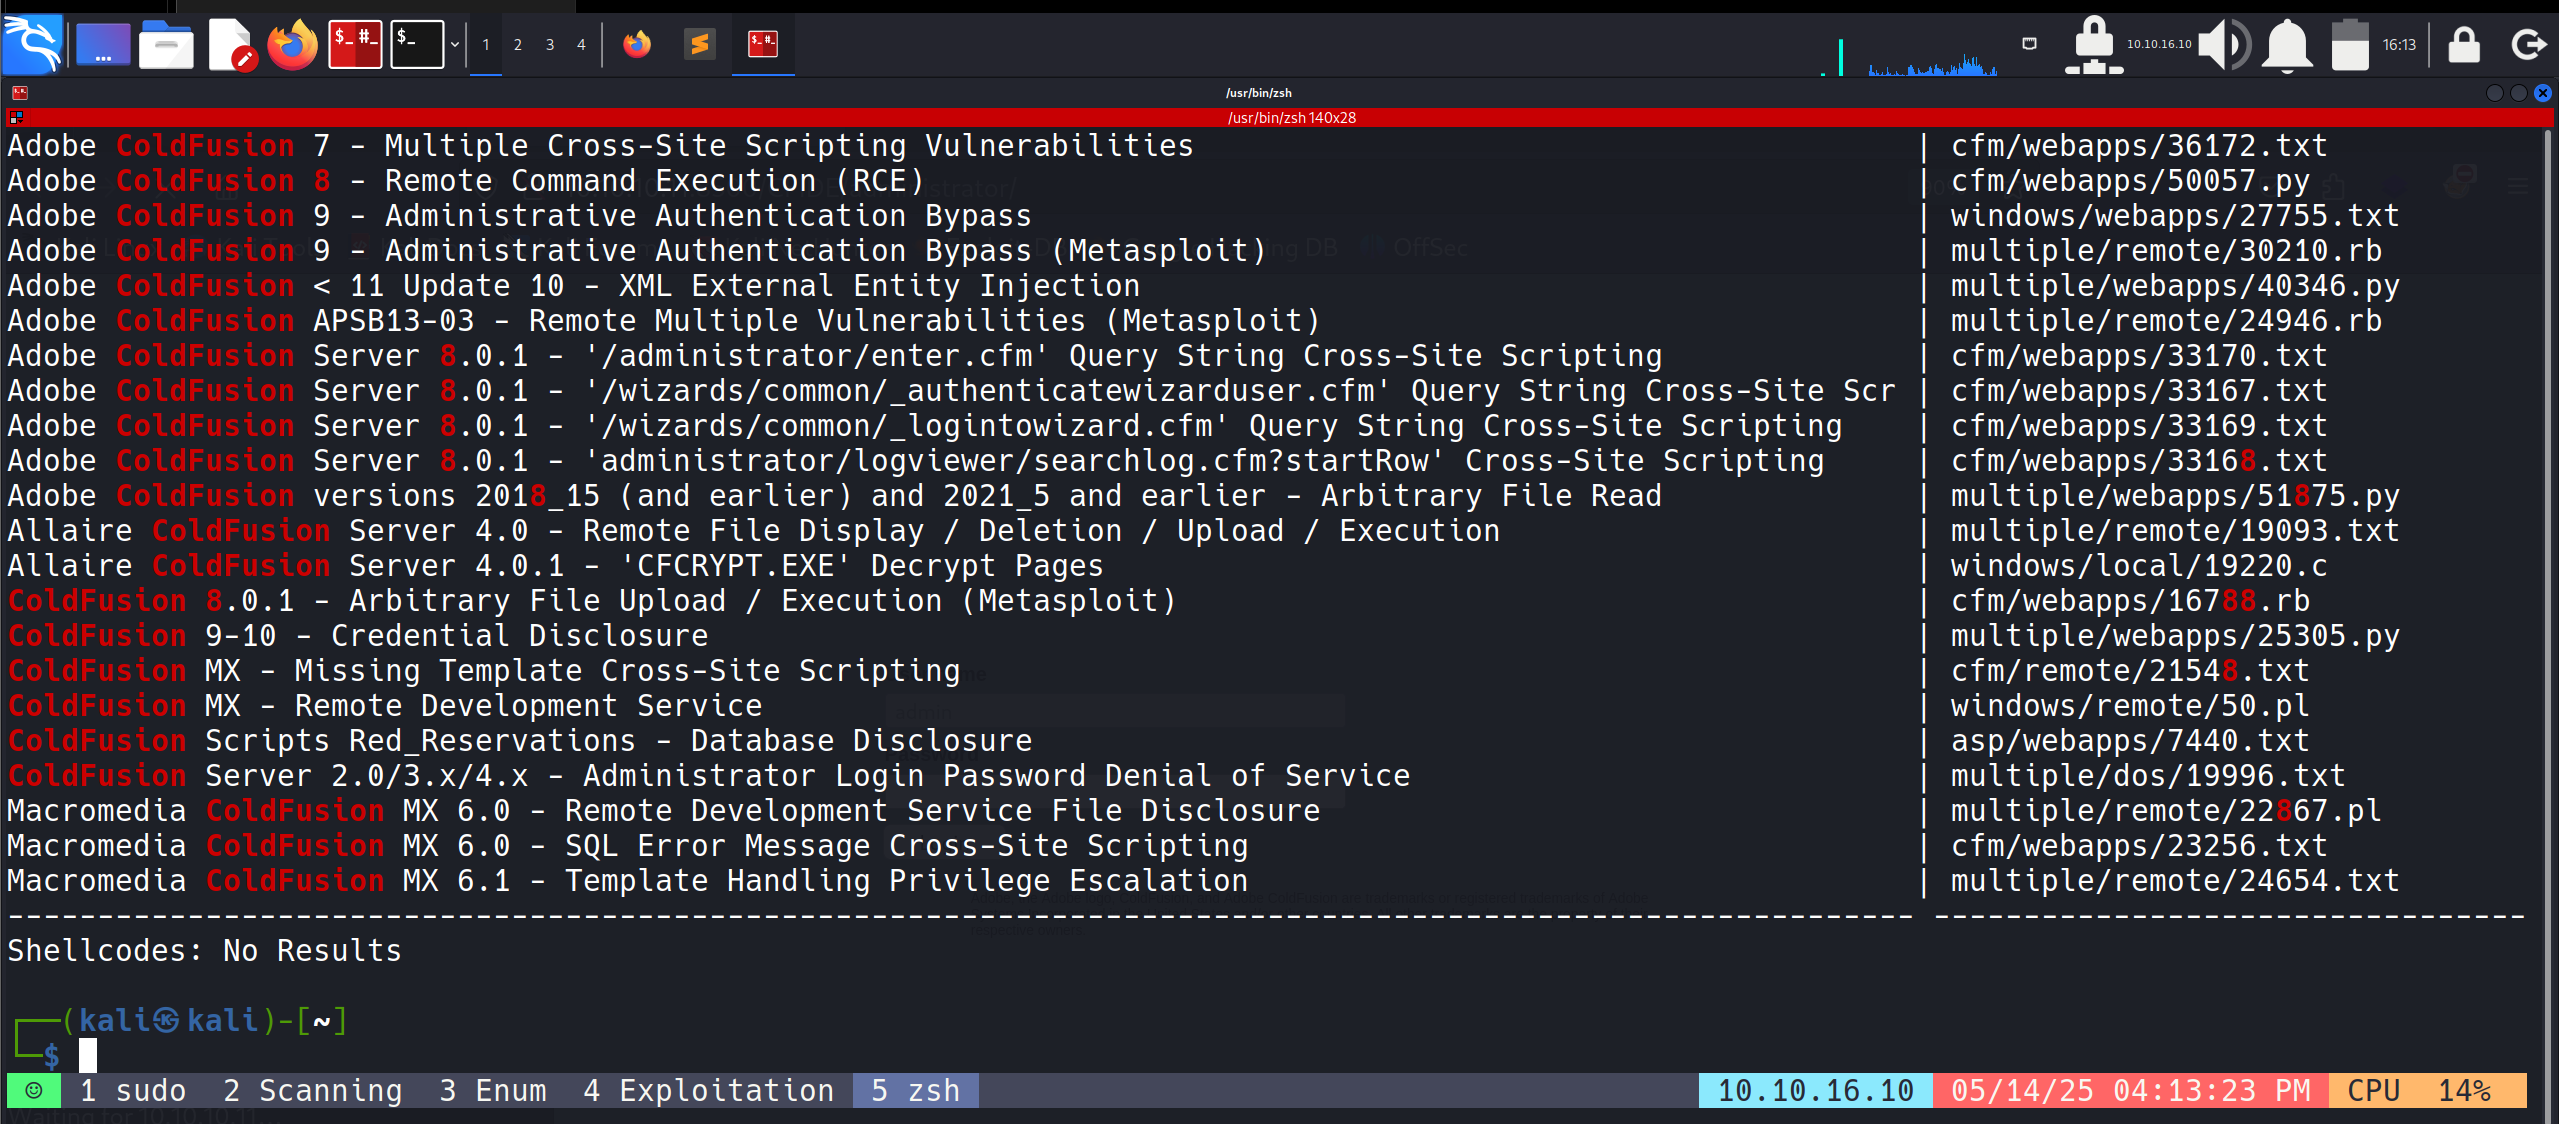 1 2 3 4 10.10.16.10 16:13
/usr/bin/zsh
/usr/bin/zsh 140x28
Adobe ColdFusion 7 - Multiple Cross-Site Scripting Vulnerabilities | cfm/webapps/36172.txt
Adobe ColdFusion 8 - Remote Command Execution (RCE) | cfm/webapps/50057.py
Adobe ColdFusion 9 - Administrative Authentication Bypass | windows/webapps/27755.txt
Adobe ColdFusion 9 - Administrative Authentication Bypass (Metasploit) | multiple/remote/30210.rb
Adobe ColdFusion < 11 Update 10 - XML External Entity Injection | multiple/webapps/40346.py
Adobe ColdFusion APSB13-03 - Remote Multiple Vulnerabilities (Metasploit) | multiple/remote/24946.rb
Adobe ColdFusion Server 8.0.1 - '/administrator/enter.cfm' Query String Cross-Site Scripting | cfm/webapps/33170.txt
Adobe ColdFusion Server 8.0.1 - '/wizards/common/_authenticatewizarduser.cfm' Query String Cross-Site Scr | cfm/webapps/33167.txt
Adobe ColdFusion Server 8.0.1 - '/wizards/common/_logintowizard.cfm' Query String Cross-Site Scripting | cfm/webapps/33169.txt
Adobe ColdFusion Server 8.0.1 - 'administrator/logviewer/searchlog.cfm?startRow' Cross-Site Scripting | cfm/webapps/33168.txt
Adobe ColdFusion versions 2018_15 (and earlier) and 2021_5 and earlier - Arbitrary File Read | multiple/webapps/51875.py
Allaire ColdFusion Server 4.0 - Remote File Display / Deletion / Upload / Execution | multiple/remote/19093.txt
Allaire ColdFusion Server 4.0.1 - 'CFCRYPT.EXE' Decrypt Pages | windows/local/19220.c
ColdFusion 8.0.1 - Arbitrary File Upload / Execution (Metasploit) | cfm/webapps/16788.rb
ColdFusion 9-10 - Credential Disclosure | multiple/webapps/25305.py
ColdFusion MX - Missing Template Cross-Site Scripting | cfm/remote/21548.txt
ColdFusion MX - Remote Development Service | windows/remote/50.pl
ColdFusion Scripts Red_Reservations - Database Disclosure | asp/webapps/7440.txt
ColdFusion Server 2.0/3.x/4.x - Administrator Login Password Denial of Service | multiple/dos/19996.txt
Macromedia ColdFusion MX 6.0 - Remote Development Service File Disclosure | multiple/remote/22867.pl
Macromedia ColdFusion MX 6.0 - SQL Error Message Cross-Site Scripting | cfm/webapps/23256.txt
Macromedia ColdFusion MX 6.1 - Template Handling Privilege Escalation | multiple/remote/24654.txt
Shellcodes: No Results
(kali㉿kali)-[~]
$
1 sudo 2 Scanning 3 Enum 4 Exploitation 5 zsh 10.10.16.10 05/14/25 04:13:23 PM CPU 14%